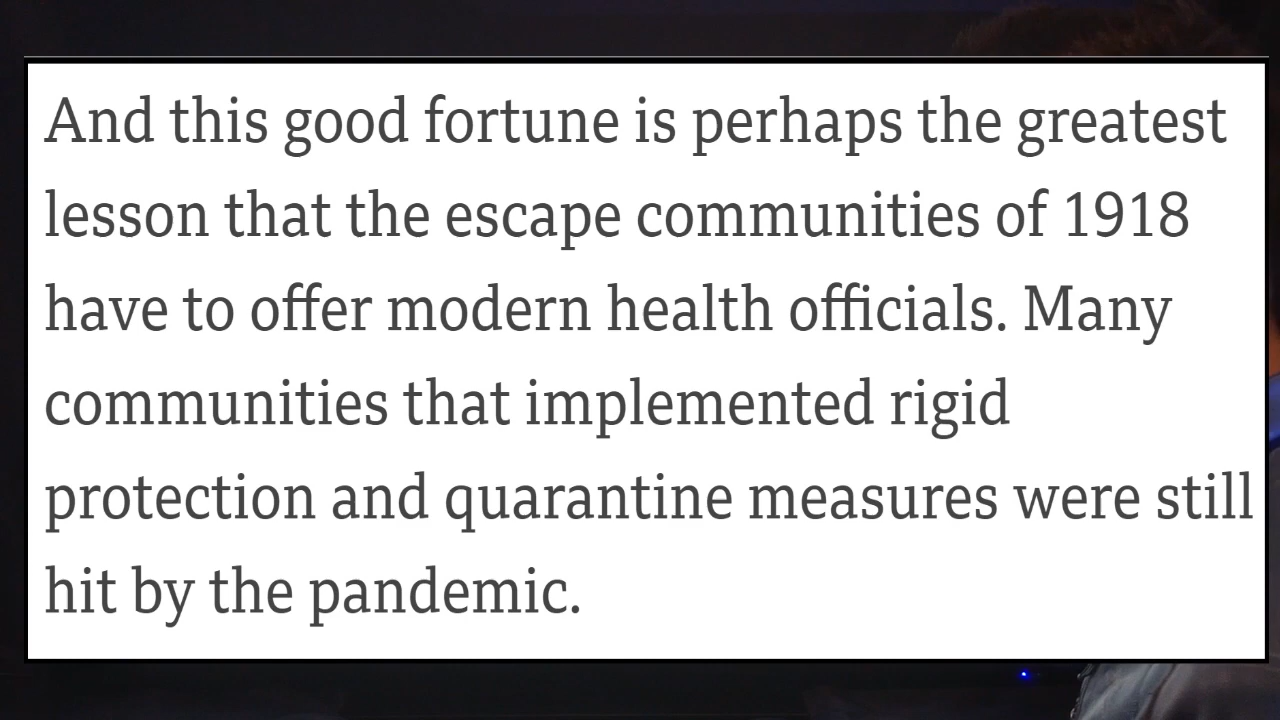 And this good fortune is perhaps the greatest
lesson that the escape communities of 1918
have to offer modern health officials. Many
communities that implemented rigid
protection and quarantine measures were still
hit by the pandemic.